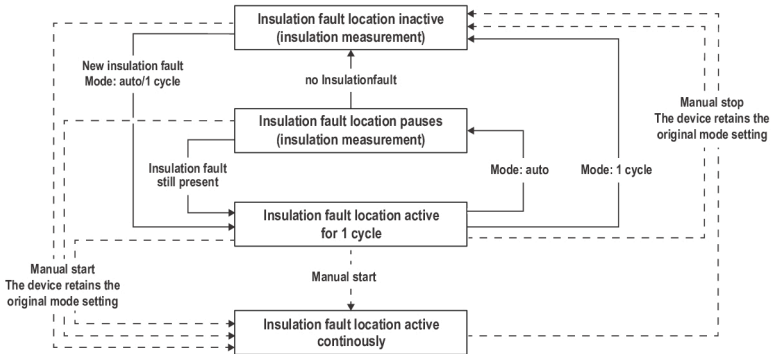 Insulation fault location inactive
(insulation measurement)
New insulation fault
Mode: auto/1 cycle
no Insulationfault
Manual stop
The device retains the
original mode setting
Insulation fault location pauses
(insulation measurement)
Insulation fault
still present
Mode: auto
Mode: 1 cycle
Insulation fault location active
for 1 cycle
Manual start
The device retains the
original mode setting
Manual start
Insulation fault location active
continously